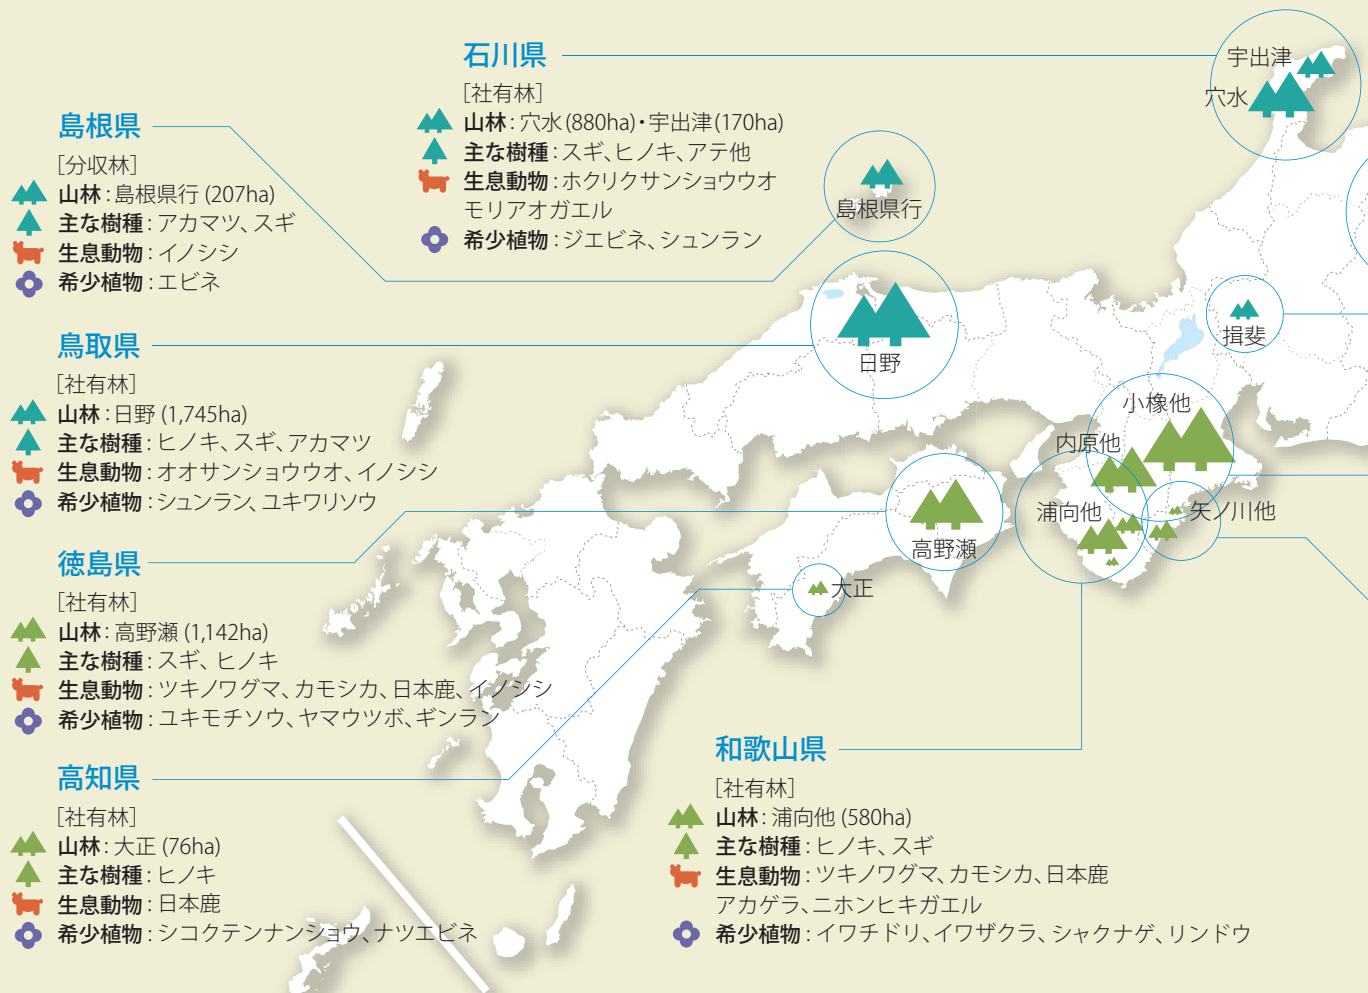 石川県
[社有林]
山林：穴水(880ha)・宇出津(170ha)
主な樹種：スギ、ヒノキ、アテ他
生息動物：ホクリクサンショウウオ
モリアオガエル
希少植物：ジエビネ、シュンラン
島根県
[分収林]
山林：島根県行 (207ha)
主な樹種：アカマツ、スギ
生息動物：イノシシ
希少植物：エビネ
鳥取県
[社有林]
山林：日野 (1,745ha)
主な樹種：ヒノキ、スギ、アカマツ
生息動物：オオサンショウウオ、イノシシ
希少植物：シュンラン、ユキワリソウ
徳島県
[社有林]
山林：高野瀬 (1,142ha)
主な樹種：スギ、ヒノキ
生息動物：ツキノワグマ、カモシカ、日本鹿、イノシシ
希少植物：ユキモチソウ、ヤマウツボ、ギンラン
高知県
[社有林]
山林：大正 (76ha)
主な樹種：ヒノキ
生息動物：日本鹿
希少植物：シコクテンナンショウ、ナツエビネ
和歌山県
[社有林]
山林：浦向他 (580ha)
主な樹種：ヒノキ、スギ
生息動物：ツキノワグマ、カモシカ、日本鹿
アカゲラ、ニホンヒキガエル
希少植物：イワチドリ、イワザクラ、シャクナゲ、リンドウ
宇出津
穴水
島根県行
日野
揖斐
小橡他
内原他
浦向他
矢ノ川他
高野瀬
大正